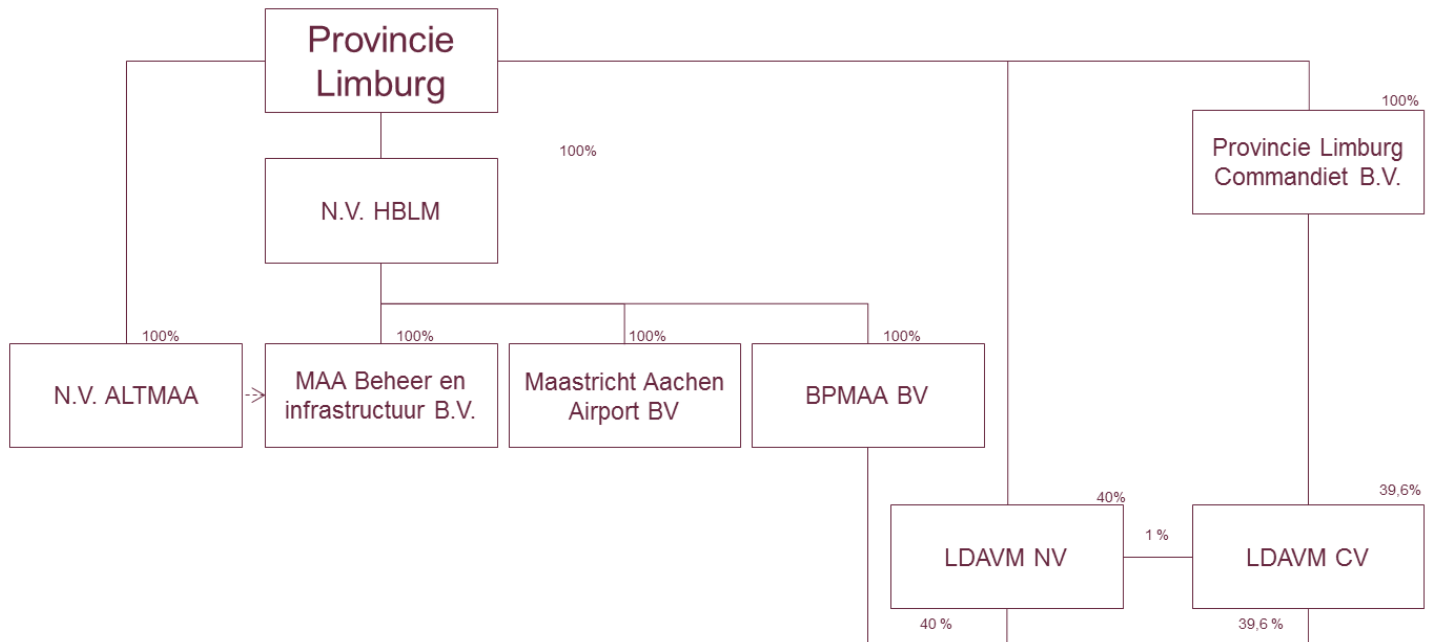 Provincie
Limburg
100%
100%
Provincie Limburg
Commandiet B.V.
N.V. HBLM
100%
100%
100%
100%
N.V. ALTMAA
MAA Beheer en
infrastructuur B.V.
Maastricht Aachen
Airport BV
BPMAA BV
40%
39,6%
1 %
LDAVM NV
LDAVM CV
40 %
39,6 %